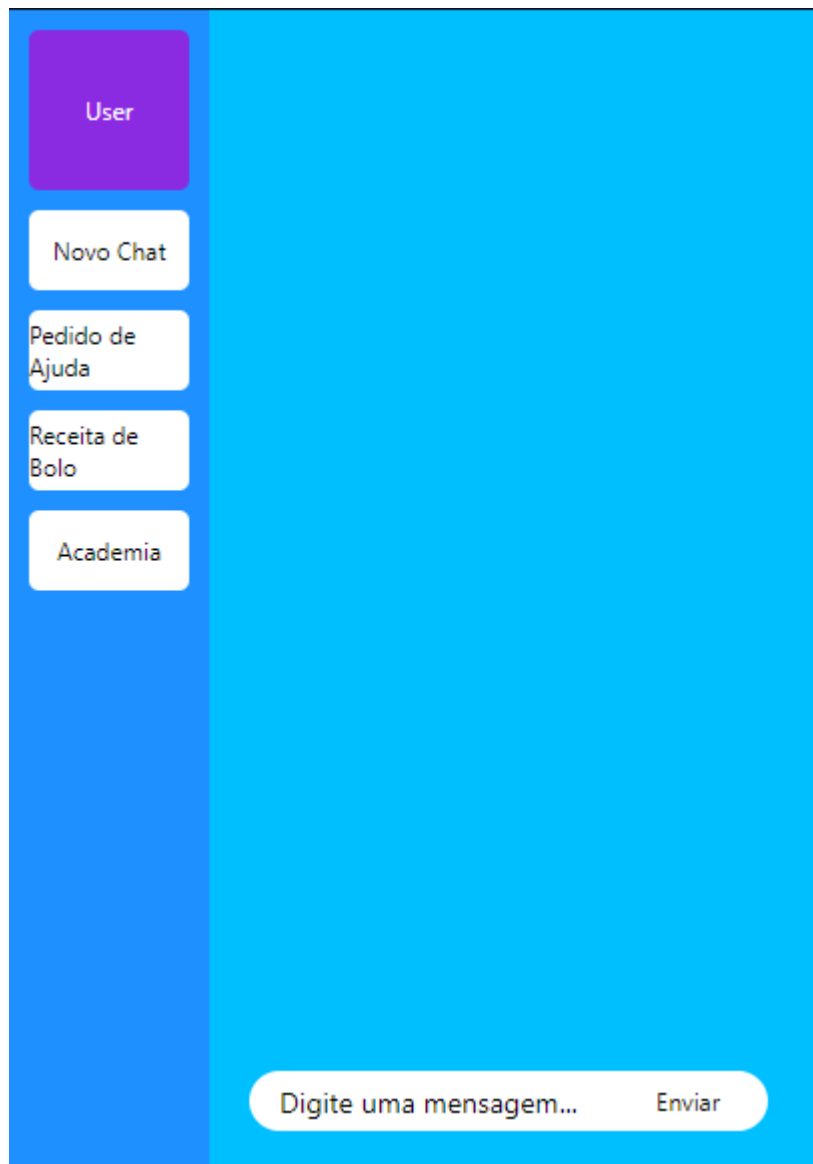 User
Novo Chat
Pedido de
Ajuda
Receita de
Bolo
Academia
Digite uma mensagem...
Enviar